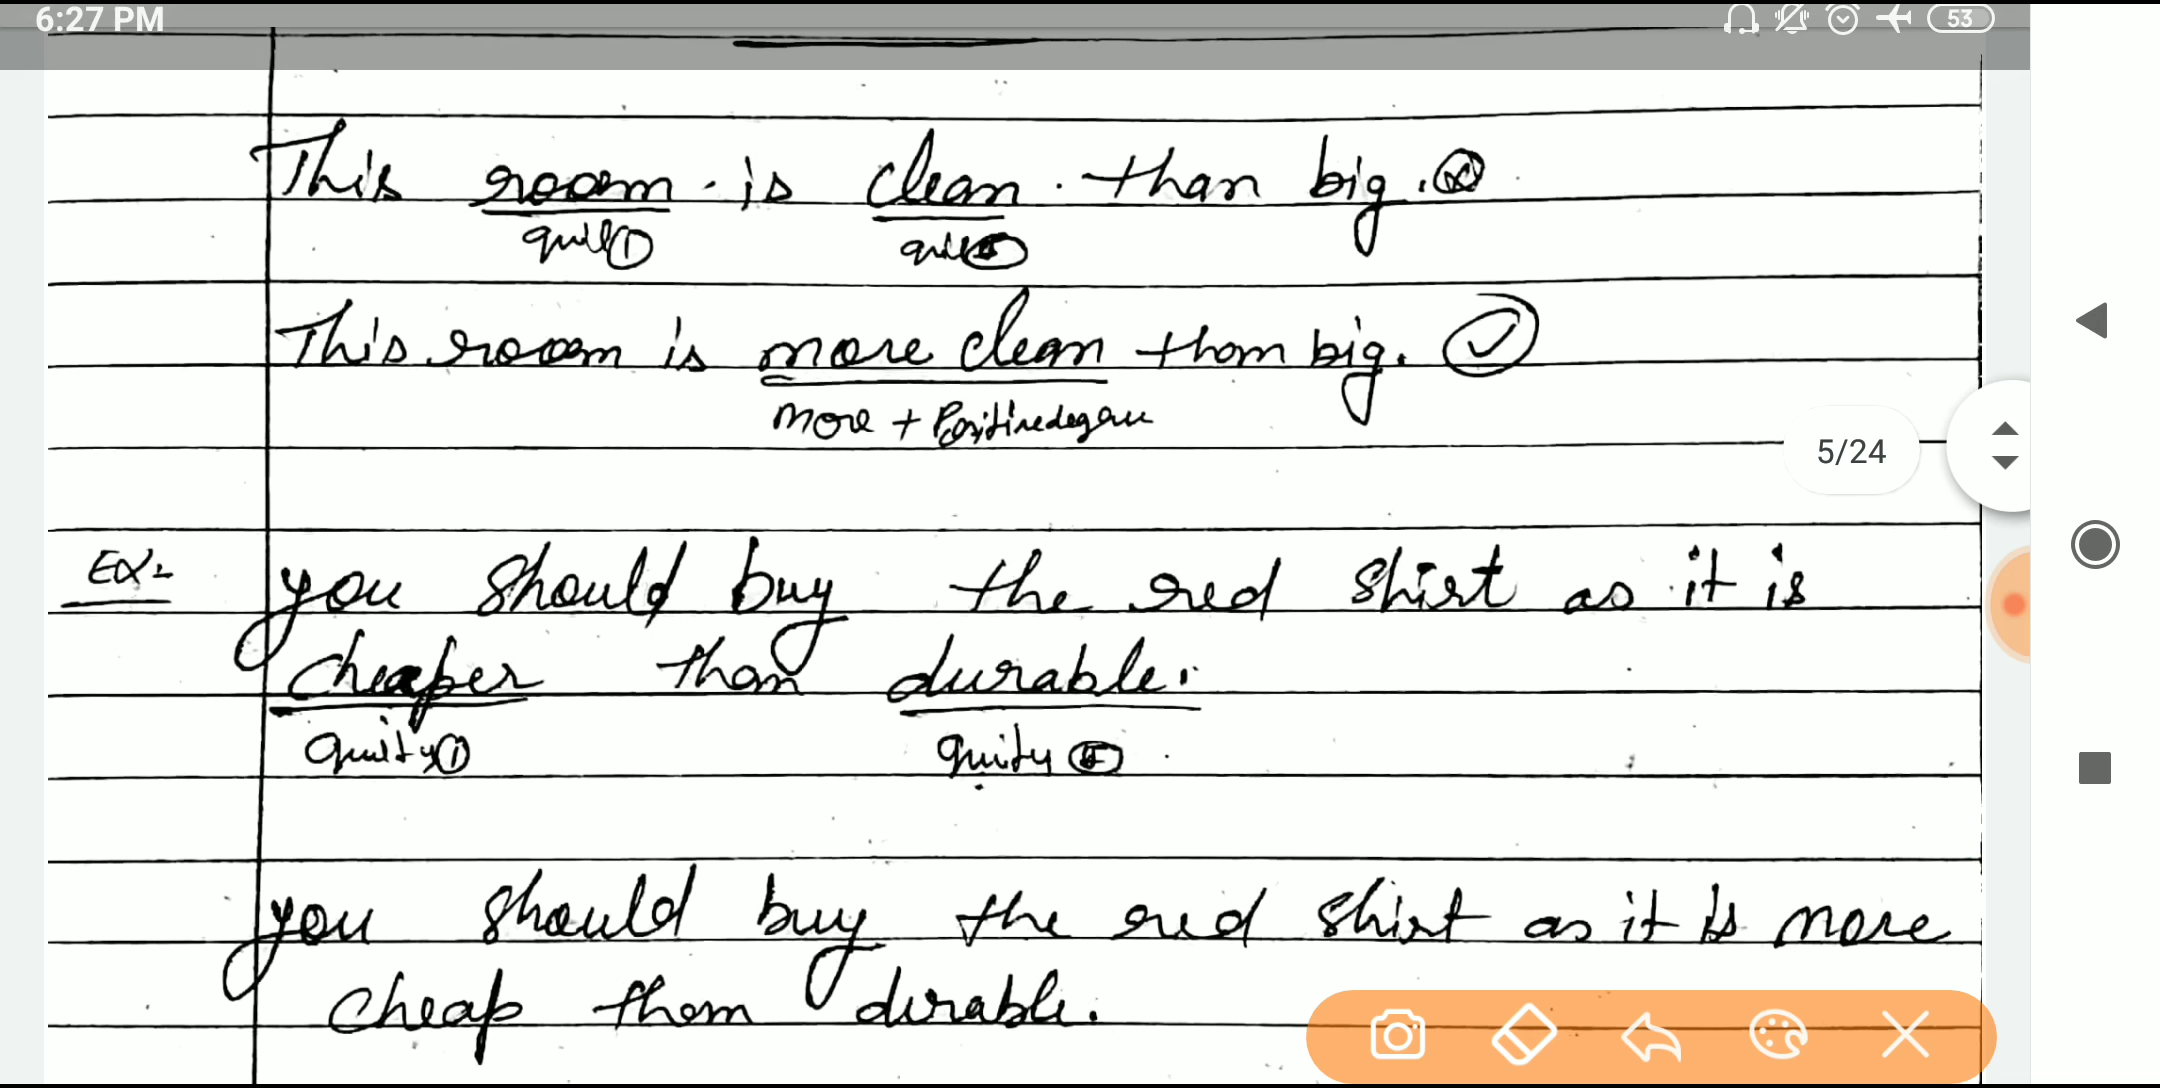 6:27 PM
53
This room is clean than big.
This room is more clean than big.
more + Positive degree
5/24
Ex:-
you should buy the red shirt as it is
cheaper than durable.
you should buy the red shirt as it is more
cheap than durable.